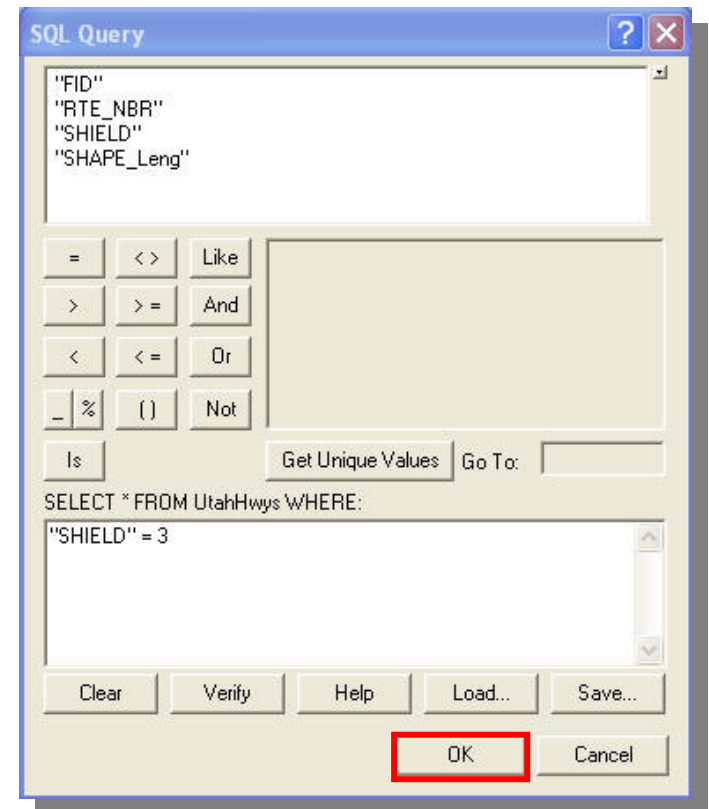 SQL Query
?
"FID"
"RTE_NBR"
"SHIELD"
"SHAPE_Leng"
= <> Like
> >= And
< <= Or
_ % () Not
Is Get Unique Values Go To:
SELECT * FROM UtahHwys WHERE:
"SHIELD" = 3
Clear Verify Help Load... Save...
OK Cancel